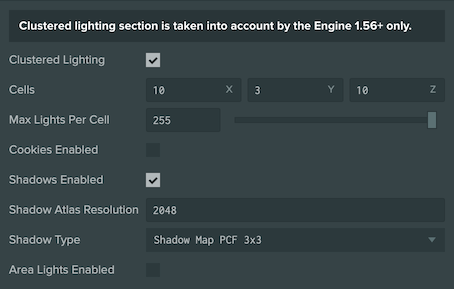 Clustered lighting section is taken into account by the Engine 1.56+ only.
Clustered Lighting
Cells 10 X 3 Y 10 Z
Max Lights Per Cell 255
Cookies Enabled
Shadows Enabled
Shadow Atlas Resolution 2048
Shadow Type Shadow Map PCF 3x3
Area Lights Enabled